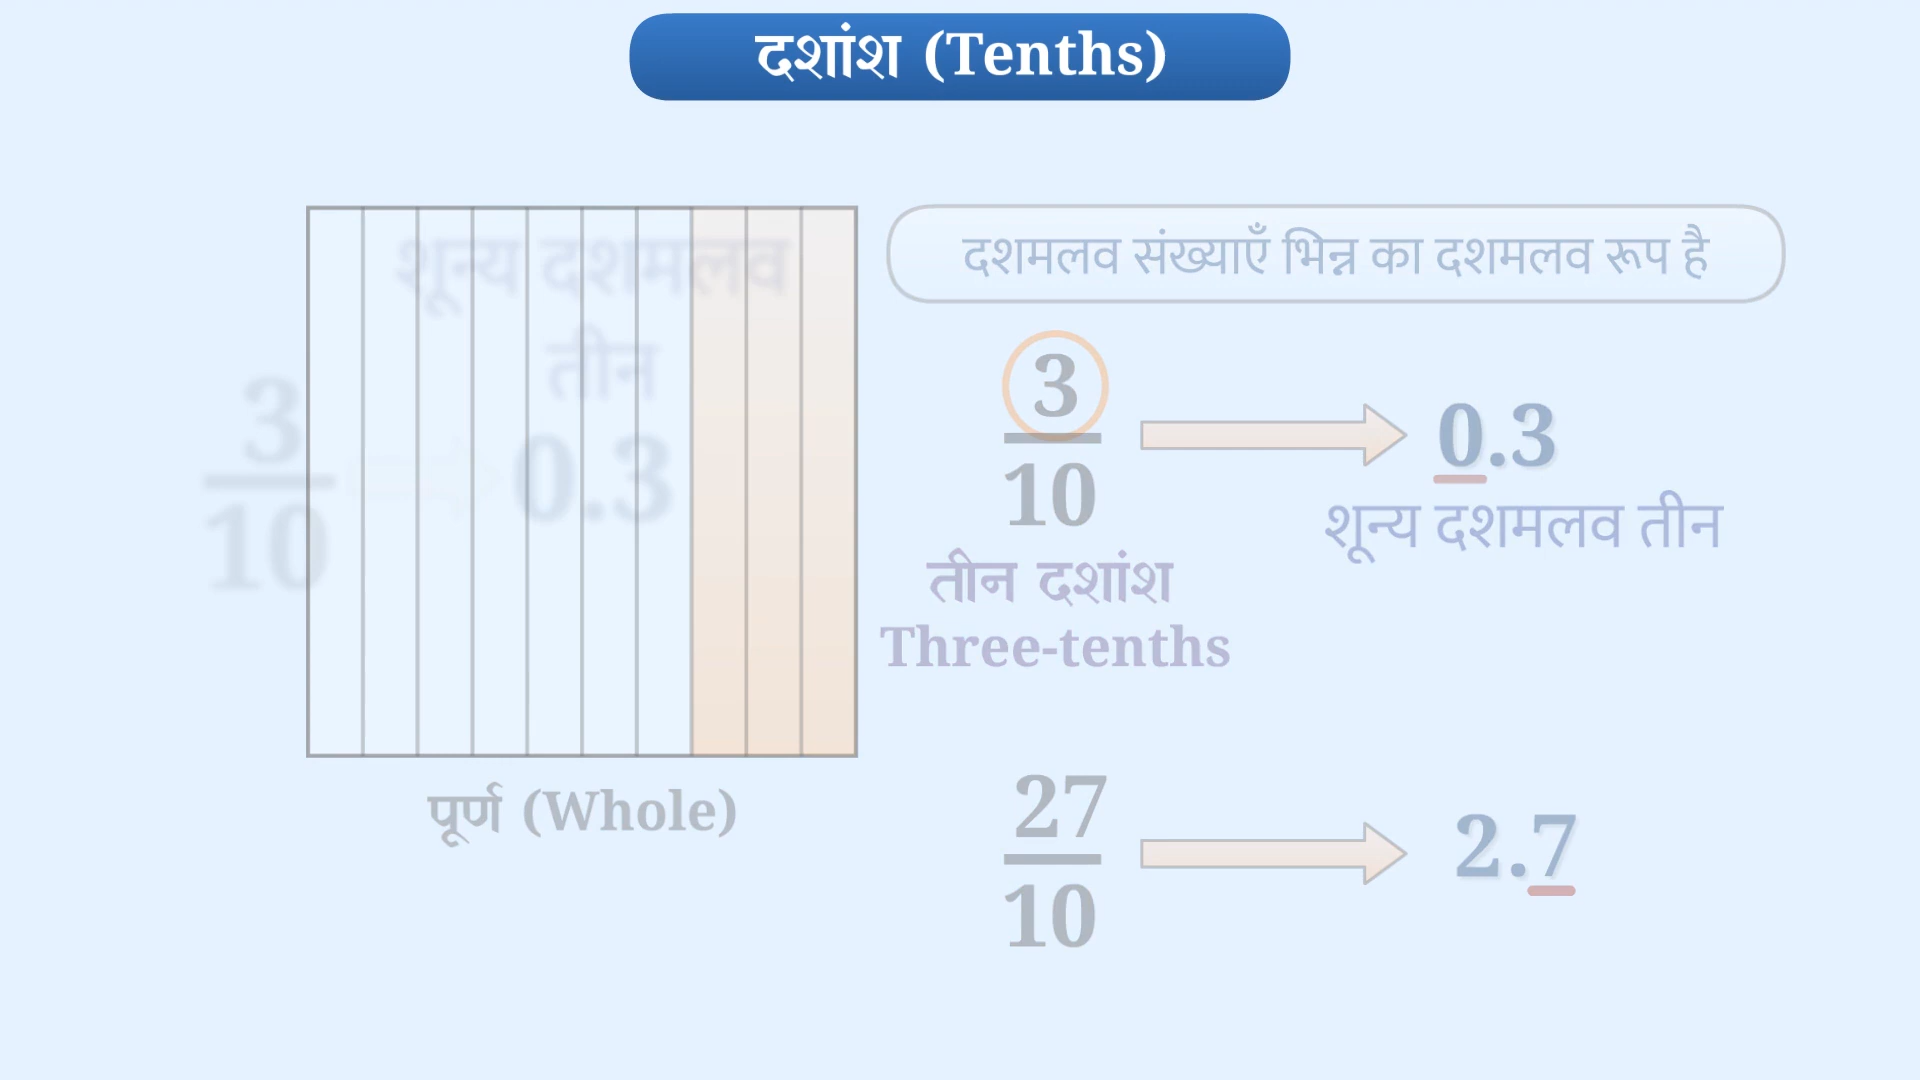 दशांश (Tenths)
शून्य दशमलव
तीन
3
10
0.3
पूर्ण (Whole)
दशमलव संख्याएँ भिन्न का दशमलव रूप है
3
10
0.3
शून्य दशमलव तीन
तीन दशांश
Three-tenths
27
10
2.7